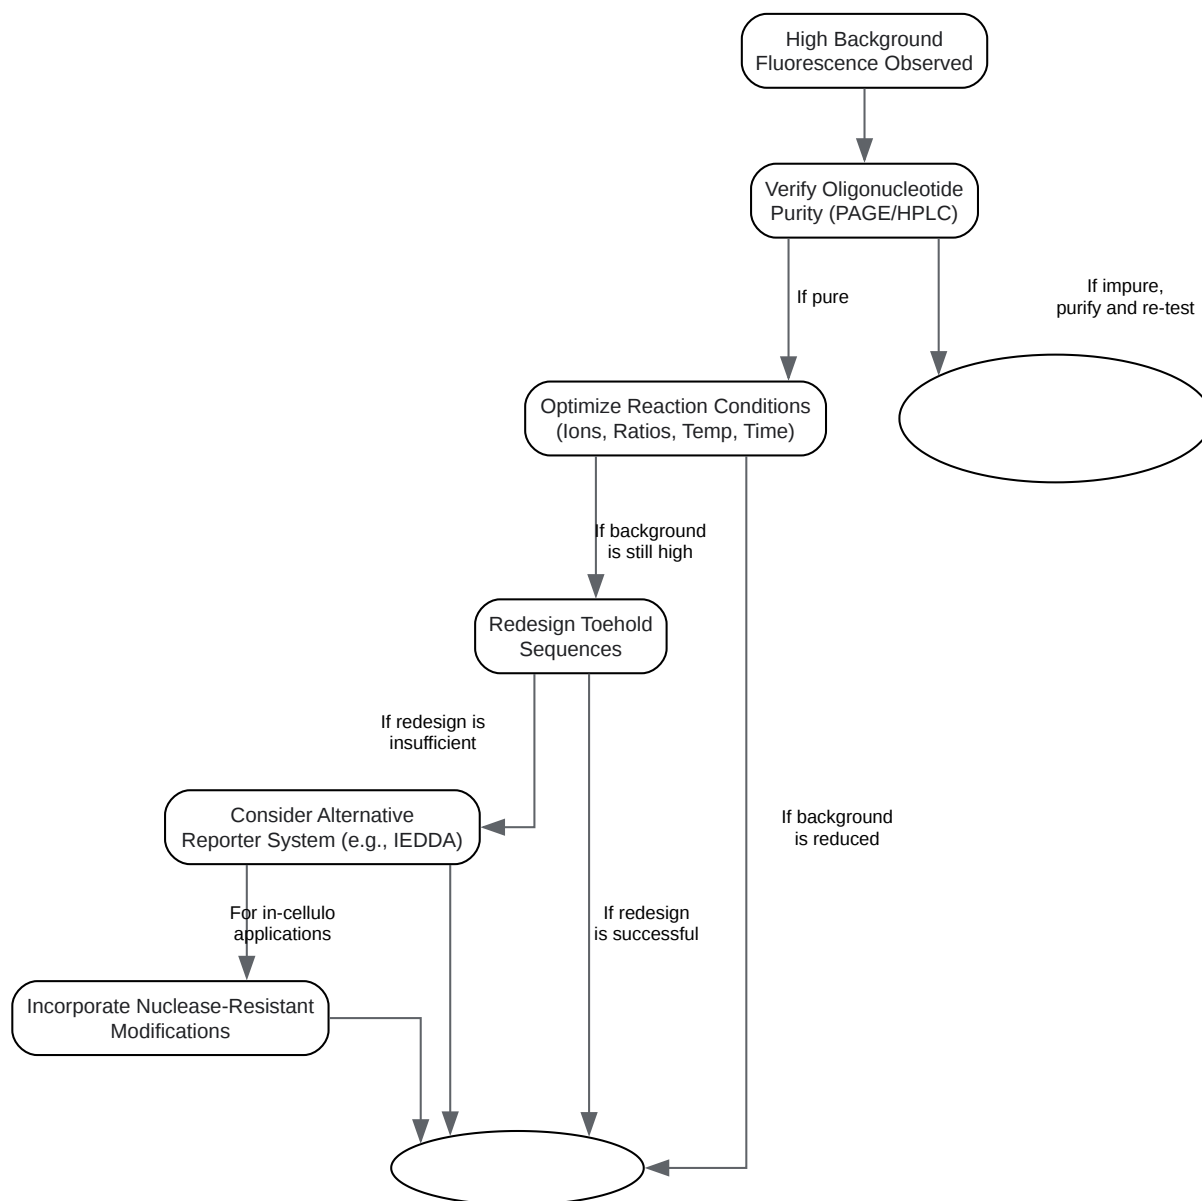 High Background
Fluorescence Observed
Verify Oligonucleotide
Purity (PAGE/HPLC)
If pure
If impure,
purify and re-test
Optimize Reaction Conditions
(Ions, Ratios, Temp, Time)
If background
is still high
Redesign Toehold
Sequences
If redesign is
insufficient
Consider Alternative
Reporter System (e.g., IEDDA)
If background
is reduced
For in-cellulo
applications
If redesign
is successful
Incorporate Nuclease-Resistant
Modifications